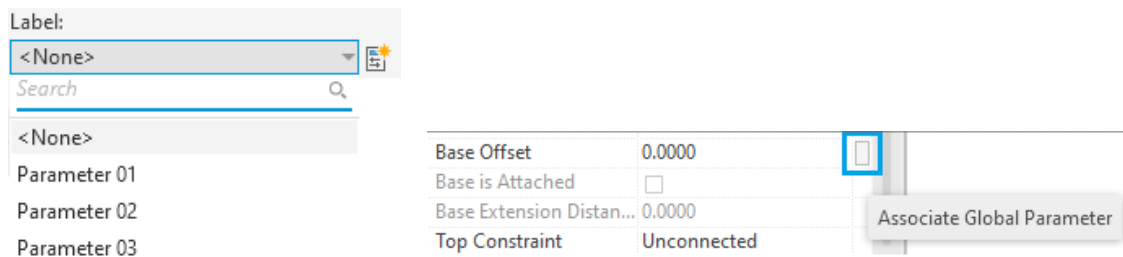 Label:
<None>
Search
<None>
Parameter 01
Parameter 02
Parameter 03
Base Offset 0.0000
Base is Attached
Base Extension Distan... 0.0000
Top Constraint Unconnected
Associate Global Parameter